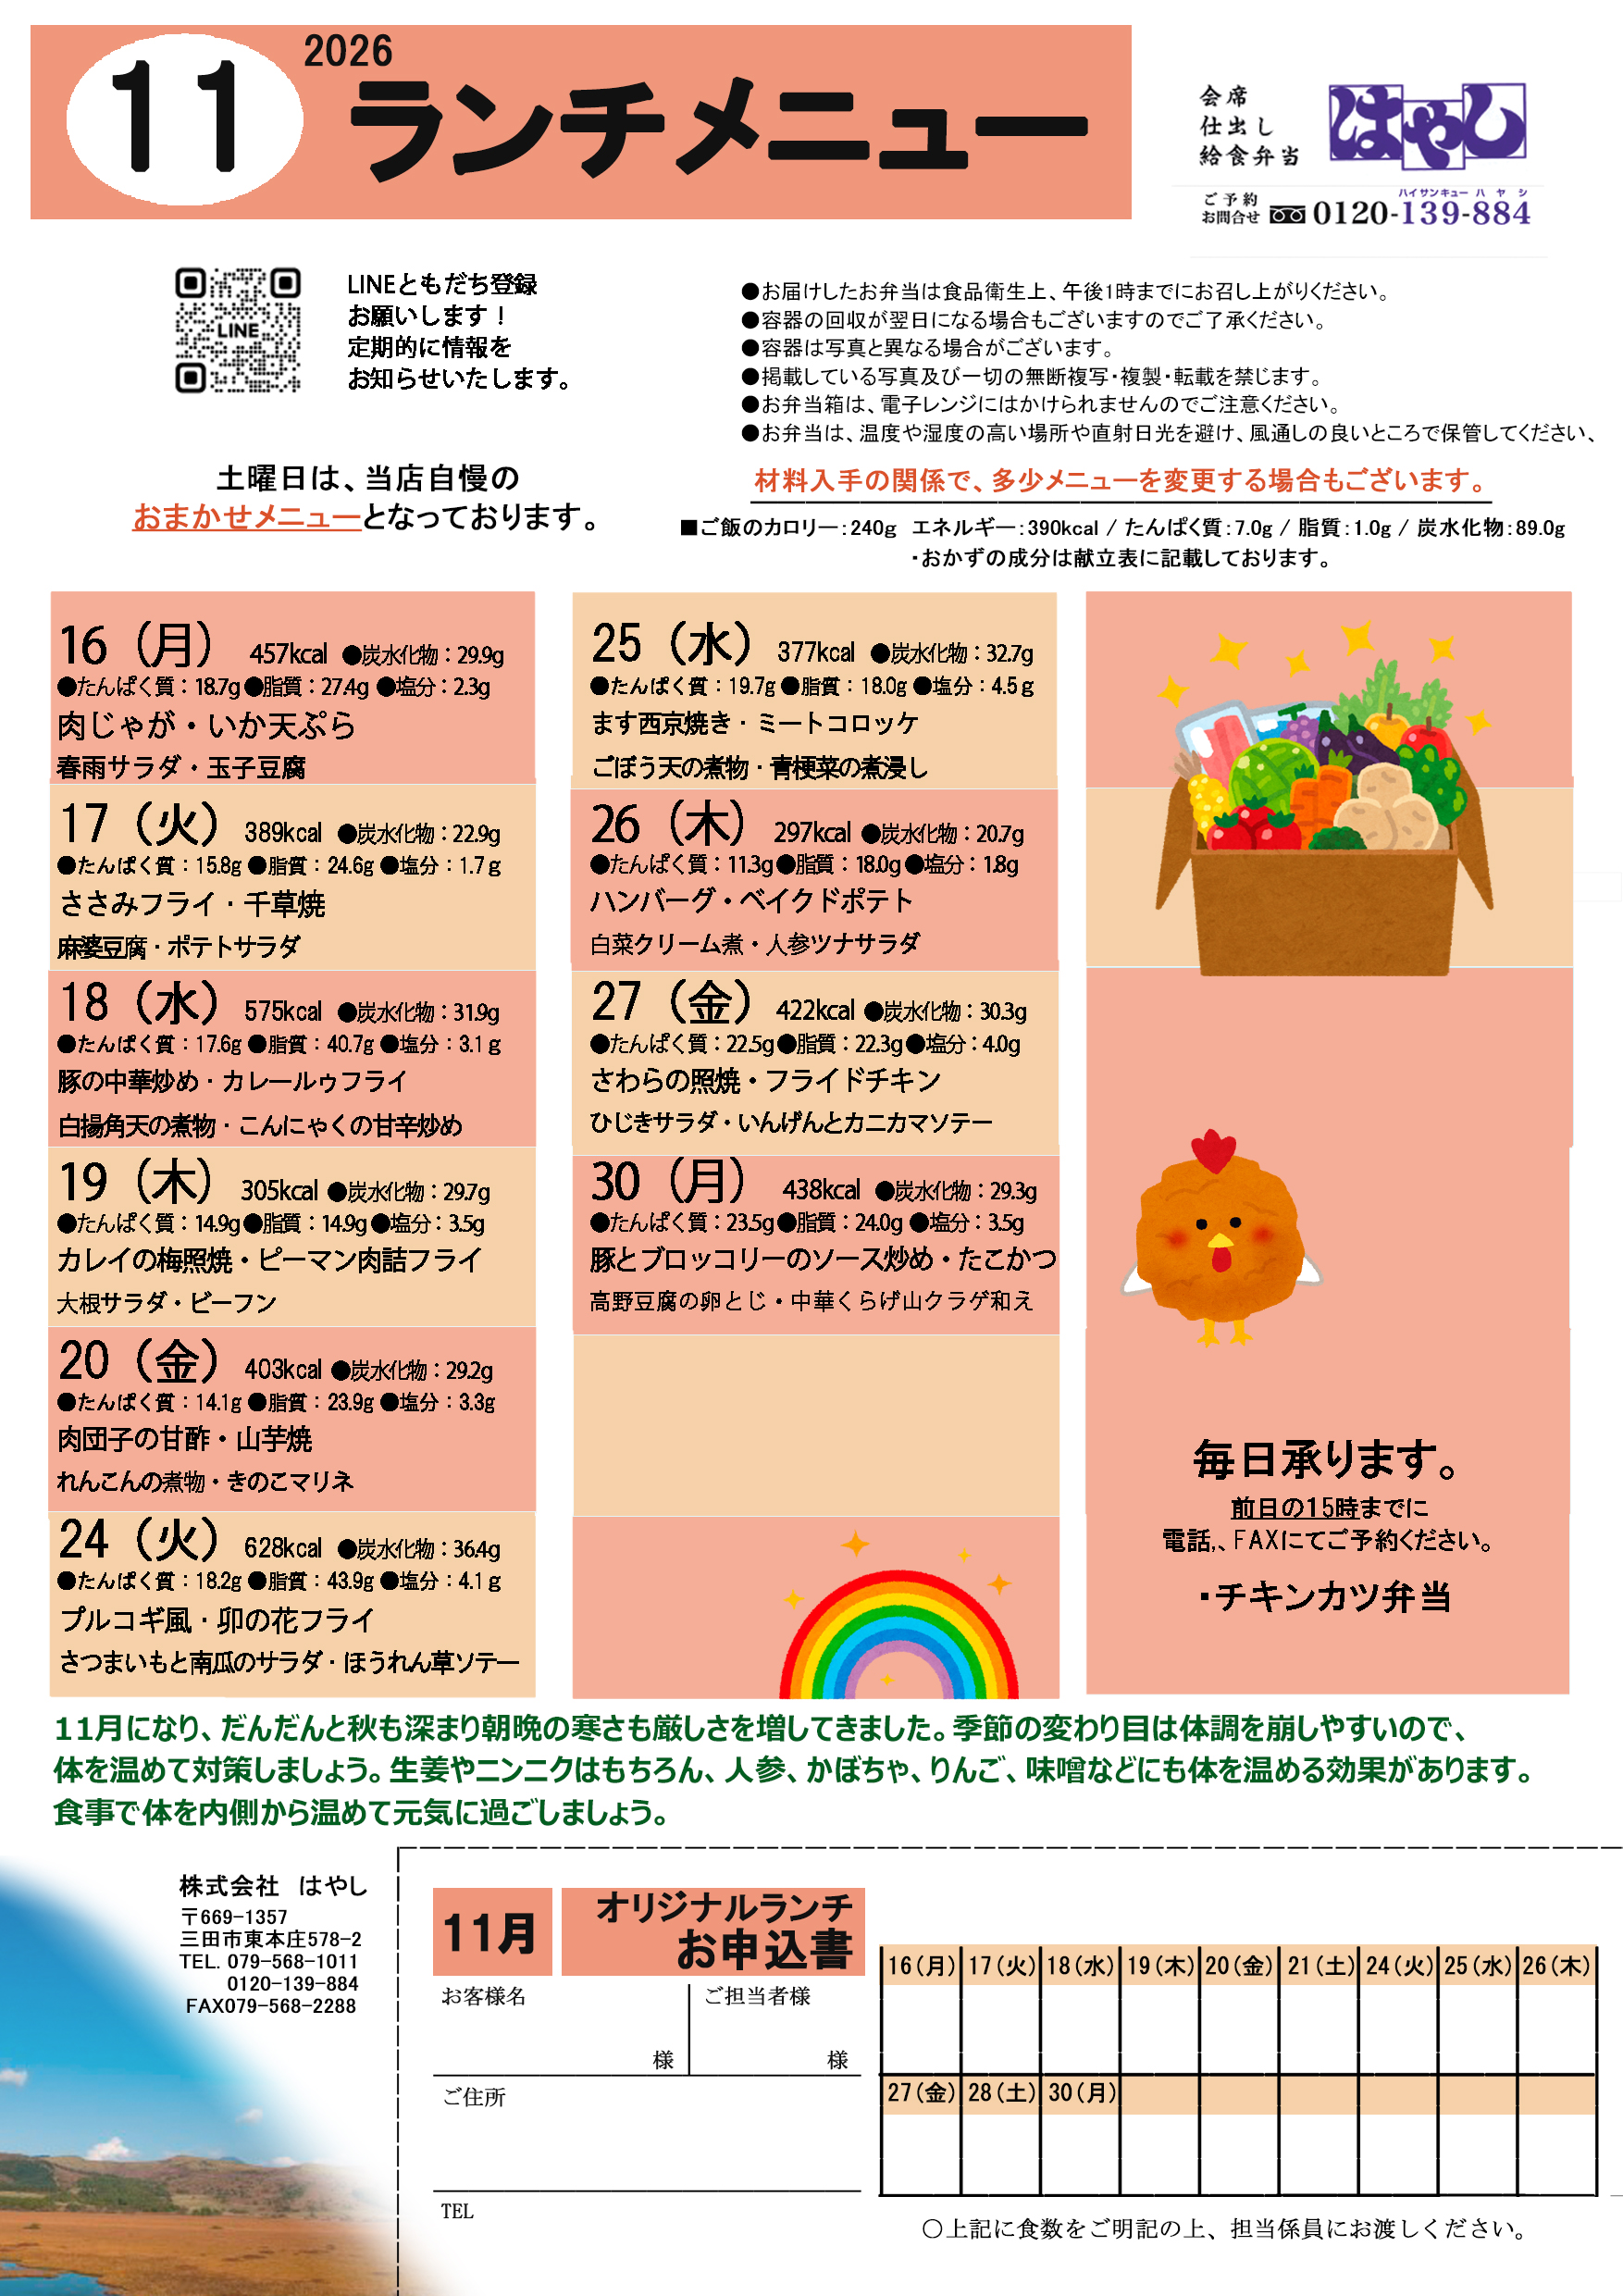 11
2026
ランチメニュー
会席
仕出し
給食弁当
はやし
ご予約
お問合せ
ハイサンキュー ハ ヤ シ
0120-139-884
LINE
LINEともだち登録
お願いします！
定期的に情報を
お知らせいたします。
●お届けしたお弁当は食品衛生上、午後1時までにお召し上がりください。
●容器の回収が翌日になる場合もございますのでご了承ください。
●容器は写真と異なる場合がございます。
●掲載している写真及び一切の無断複写・複製・転載を禁じます。
●お弁当箱は、電子レンジにはかけられませんのでご注意ください。
●お弁当は、温度や湿度の高い場所や直射日光を避け、風通しの良いところで保管してください、
土曜日は、当店自慢の
おまかせメニューとなっております。
材料入手の関係で、多少メニューを変更する場合もございます。
■ご飯のカロリー：240g エネルギー：390kcal / たんぱく質：7.0g / 脂質：1.0g / 炭水化物：89.0g
・おかずの成分は献立表に記載しております。
16（月） 457kcal ●炭水化物：29.9g
●たんぱく質：18.7g●脂質：27.4g ●塩分：2.3g
肉じゃが・いか天ぷら
春雨サラダ・玉子豆腐
17（火） 389kcal ●炭水化物：22.9g
●たんぱく質：15.8g ●脂質：24.6g ●塩分：1.7ｇ
ささみフライ・千草焼
麻婆豆腐・ポテトサラダ
18（水） 575kcal ●炭水化物：31.9g
●たんぱく質：17.6g ●脂質：40.7g ●塩分：3.1ｇ
豚の中華炒め・カレールゥフライ
白揚角天の煮物・こんにゃくの甘辛炒め
19（木） 305kcal ●炭水化物：29.7g
●たんぱく質：14.9g●脂質：14.9g ●塩分：3.5g
カレイの梅照焼・ピーマン肉詰フライ
大根サラダ・ビーフン
20（金） 403kcal ●炭水化物：29.2g
●たんぱく質：14.1g ●脂質：23.9g ●塩分：3.3g
肉団子の甘酢・山芋焼
れんこんの煮物・きのこマリネ
24（火） 628kcal ●炭水化物：36.4g
●たんぱく質：18.2g ●脂質：43.9g ●塩分：4.1ｇ
プルコギ風・卯の花フライ
さつまいもと南瓜のサラダ・ほうれん草ソテー
25（水） 377kcal ●炭水化物：32.7g
●たんぱく質：19.7g ●脂質：18.0g ●塩分：4.5ｇ
ます西京焼き・ミートコロッケ
ごぼう天の煮物・青梗菜の煮浸し
26（木） 297kcal ●炭水化物：20.7g
●たんぱく質：11.3g●脂質：18.0g●塩分：1.8g
ハンバーグ・ベイクドポテト
白菜クリーム煮・人参ツナサラダ
27（金） 422kcal ●炭水化物：30.3g
●たんぱく質：22.5g●脂質：22.3g●塩分：4.0g
さわらの照焼・フライドチキン
ひじきサラダ・いんげんとカニカマソテー
30（月） 438kcal ●炭水化物：29.3g
●たんぱく質：23.5g●脂質：24.0g ●塩分：3.5g
豚とブロッコリーのソース炒め・たこかつ
高野豆腐の卵とじ・中華くらげ山クラゲ和え
毎日承ります。
前日の15時までに
電話,、FAXにてご予約ください。
・チキンカツ弁当
11月になり、だんだんと秋も深まり朝晩の寒さも厳しさを増してきました。季節の変わり目は体調を崩しやすいので、
体を温めて対策しましょう。生姜やニンニクはもちろん、人参、かぼちゃ、りんご、味噌などにも体を温める効果があります。
食事で体を内側から温めて元気に過ごしましょう。
株式会社 はやし
〒669-1357
三田市東本庄578-2
TEL. 079-568-1011
0120-139-884
FAX079-568-2288
11月
オリジナルランチ
お申込書
お客様名
ご担当者様
様
様
ご住所
TEL
16(月) 17(火) 18(水) 19(木) 20(金) 21(土) 24(火) 25(水) 26(木)
27(金) 28(土) 30(月)
○上記に食数をご明記の上、担当係員にお渡しください。